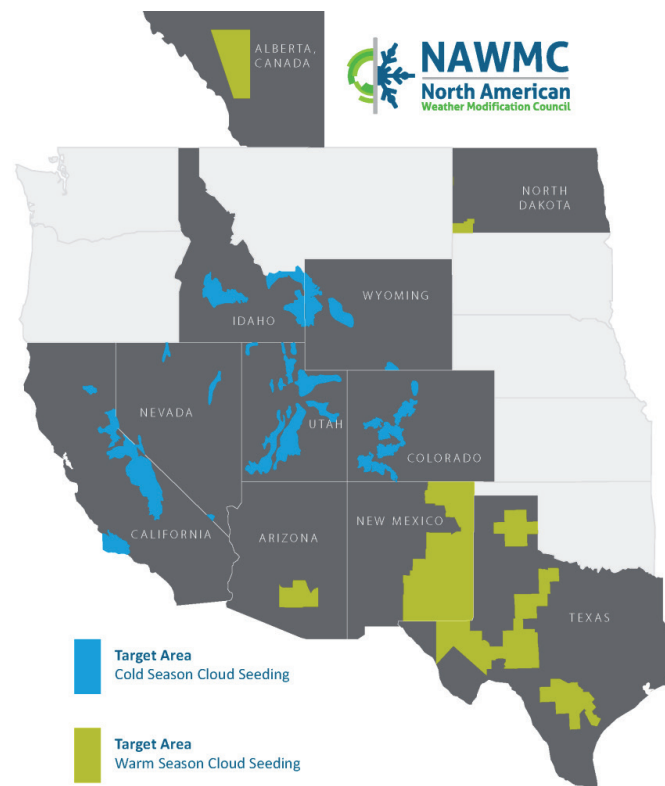 ALBERTA,
CANADA
NAWMC
North American
Weather Modification Council
NORTH
DAKOTA
WYOMING
IDAHO
NEVADA
UTAH
COLORADO
CALIFORNIA
ARIZONA
NEW MEXICO
TEXAS
Target Area
Cold Season Cloud Seeding
Target Area
Warm Season Cloud Seeding